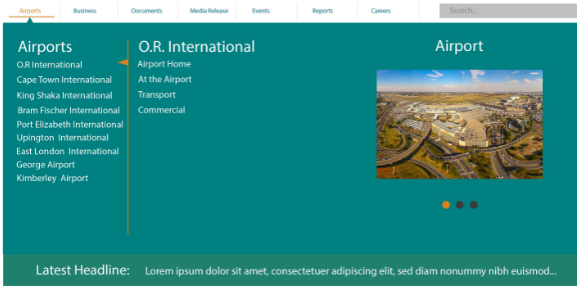 Airports Business Documents Media Release Events Reports Careers Search...
Airports
O.R International
Cape Town International
King Shaka International
Bram Fischer International
Port Elizabeth International
Upington International
East London International
George Airport
Kimberley Airport
O.R. International
Airport Home
At the Airport
Transport
Commercial
Airport
Latest Headline: Lorem ipsum dolor sit amet, consectetuer adipiscing elit, sed diam nonummy nibh euismod...